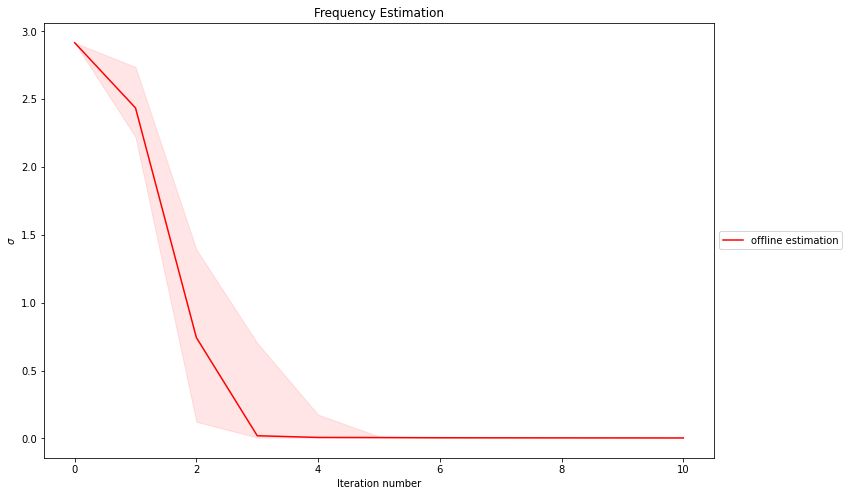 Frequency Estimation
3.0
2.5
2.0
1.5
1.0
0.5
0.0
σ
0 2 4 6 8 10
Iteration number
offline estimation